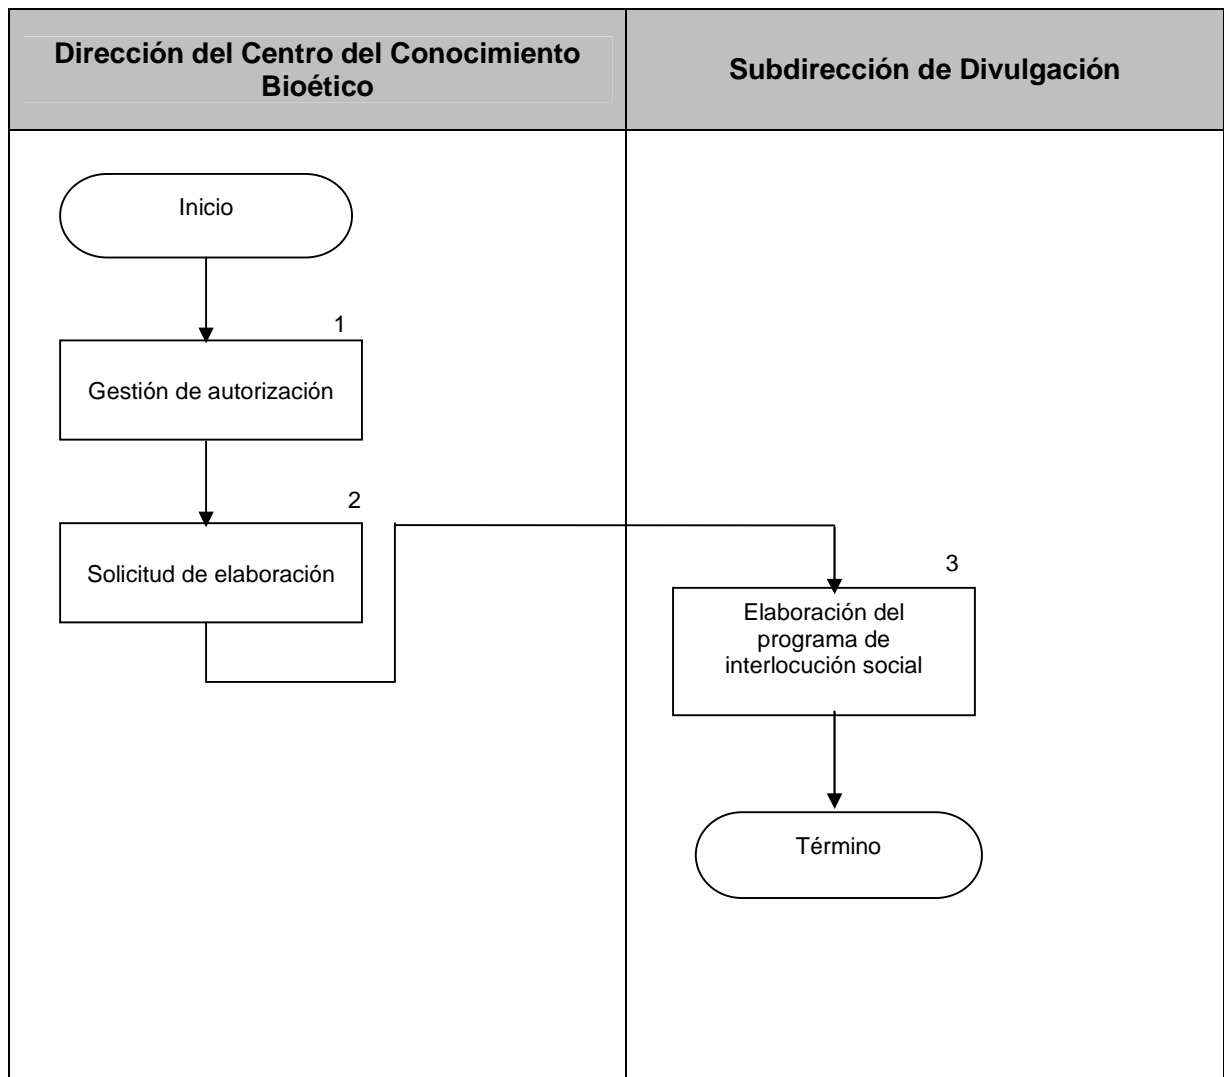 Dirección del Centro del Conocimiento
Bioético
Subdirección de Divulgación
Inicio
1
Gestión de autorización
2
Solicitud de elaboración
3
Elaboración del
programa de
interlocución social
Término